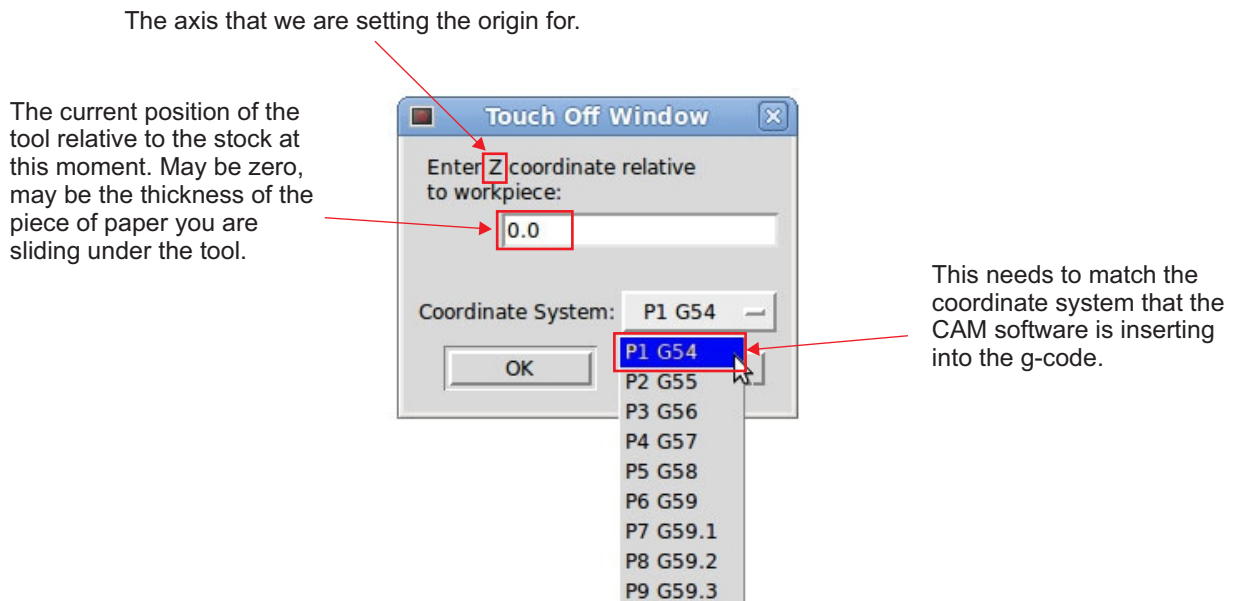 The axis that we are setting the origin for.
The current position of the
tool relative to the stock at
this moment. May be zero,
may be the thickness of the
piece of paper you are
sliding under the tool.
Touch Off Window
Enter Z coordinate relative
to workpiece:
0.0
Coordinate System: P1 G54
OK
P1 G54
P2 G55
P3 G56
P4 G57
P5 G58
P6 G59
P7 G59.1
P8 G59.2
P9 G59.3
This needs to match the
coordinate system that the
CAM software is inserting
into the g-code.